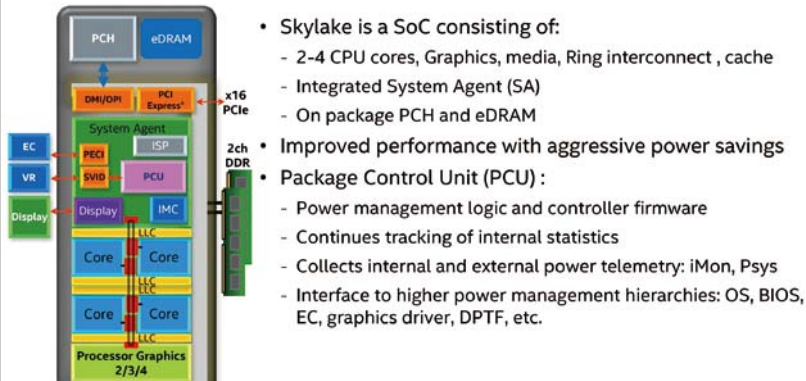 PCH
eDRAM
DMI/OPI
PCI
Express*
x16
PCIe
System Agent
EC
PECI
ISP
2ch
DDR
VR
SVID
PCU
Display
Display
IMC
LLC
Core
Core
LLC
LLC
Core
Core
LLC
Processor Graphics
2/3/4
• Skylake is a SoC consisting of:
- 2-4 CPU cores, Graphics, media, Ring interconnect , cache
- Integrated System Agent (SA)
- On package PCH and eDRAM
• Improved performance with aggressive power savings
• Package Control Unit (PCU) :
- Power management logic and controller firmware
- Continues tracking of internal statistics
- Collects internal and external power telemetry: iMon, Psys
- Interface to higher power management hierarchies: OS, BIOS,
EC, graphics driver, DPTF, etc.